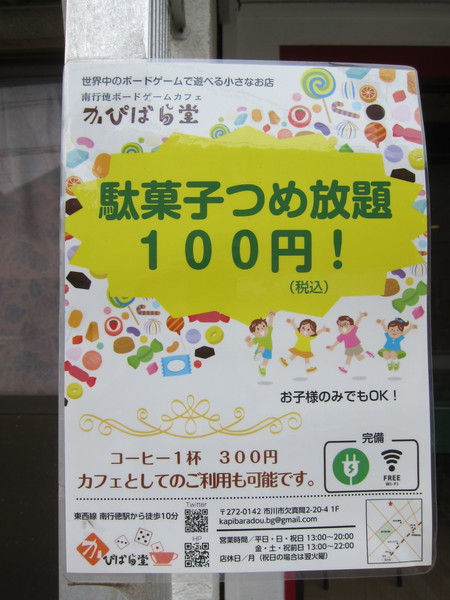 世界中のボードゲームで遊べる小さなお店
南行徳ボードゲームカフェ
かぴばら堂
駄菓子つめ放題
100円！
（税込）
お子様のみでもOK！
コーヒー1杯 300円
カフェとしてのご利用も可能です。
完備
FREE
Wi-Fi
東西線 南行徳駅から徒歩10分
かぴばら堂
Twitter
HP
〒272-0142 市川市欠真間2-20-4 1F
kapibaradou.bg@gmail.com
営業時間／平日・日・祝日 13:00〜20:00
金・土・祝前日 13:00〜22:00
店休日／月（祝日の場合は翌火曜）